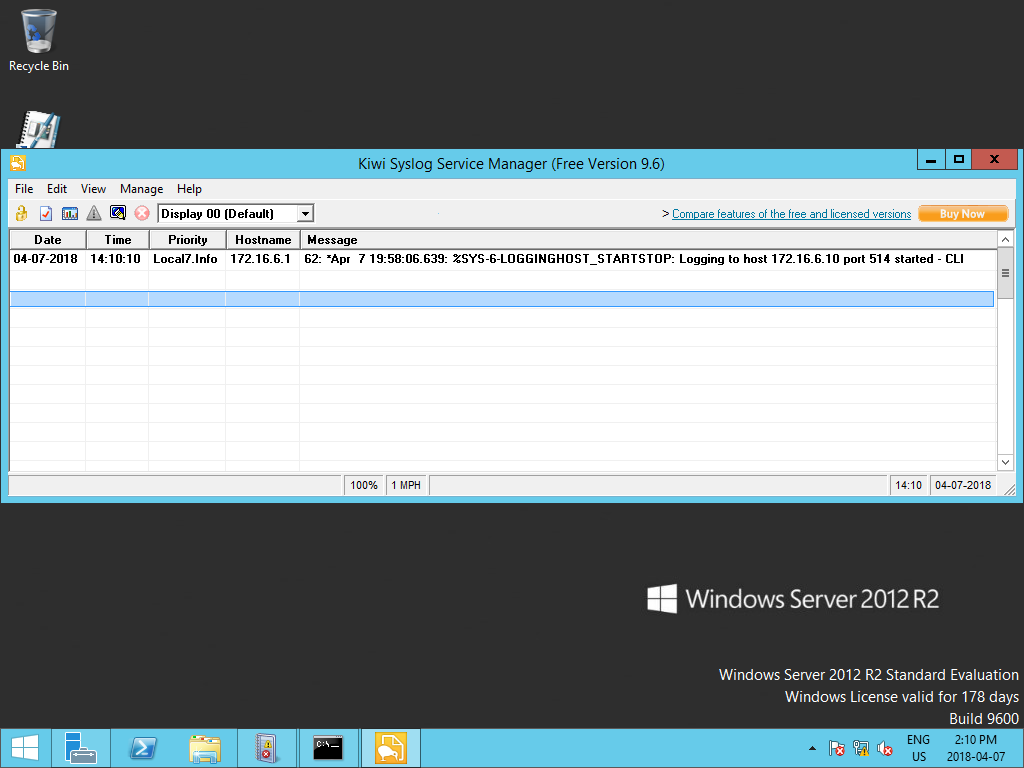 Recycle Bin
Kiwi Syslog Service Manager (Free Version 9.6)
File Edit View Manage Help
Display 00 (Default)
> Compare features of the free and licensed versions
Buy Now
Date Time Priority Hostname Message
04-07-2018 14:10:10 Local7.Info 172.16.6.1 62: *Apr  7 19:58:06.639: %SYS-6-LOGGINGHOST_STARTSTOP: Logging to host 172.16.6.10 port 514 started - CLI
100% 1 MPH 14:10 04-07-2018
Windows Server 2012 R2
Windows Server 2012 R2 Standard Evaluation
Windows License valid for 178 days
Build 9600
C:\_
ENG 2:10 PM
US 2018-04-07